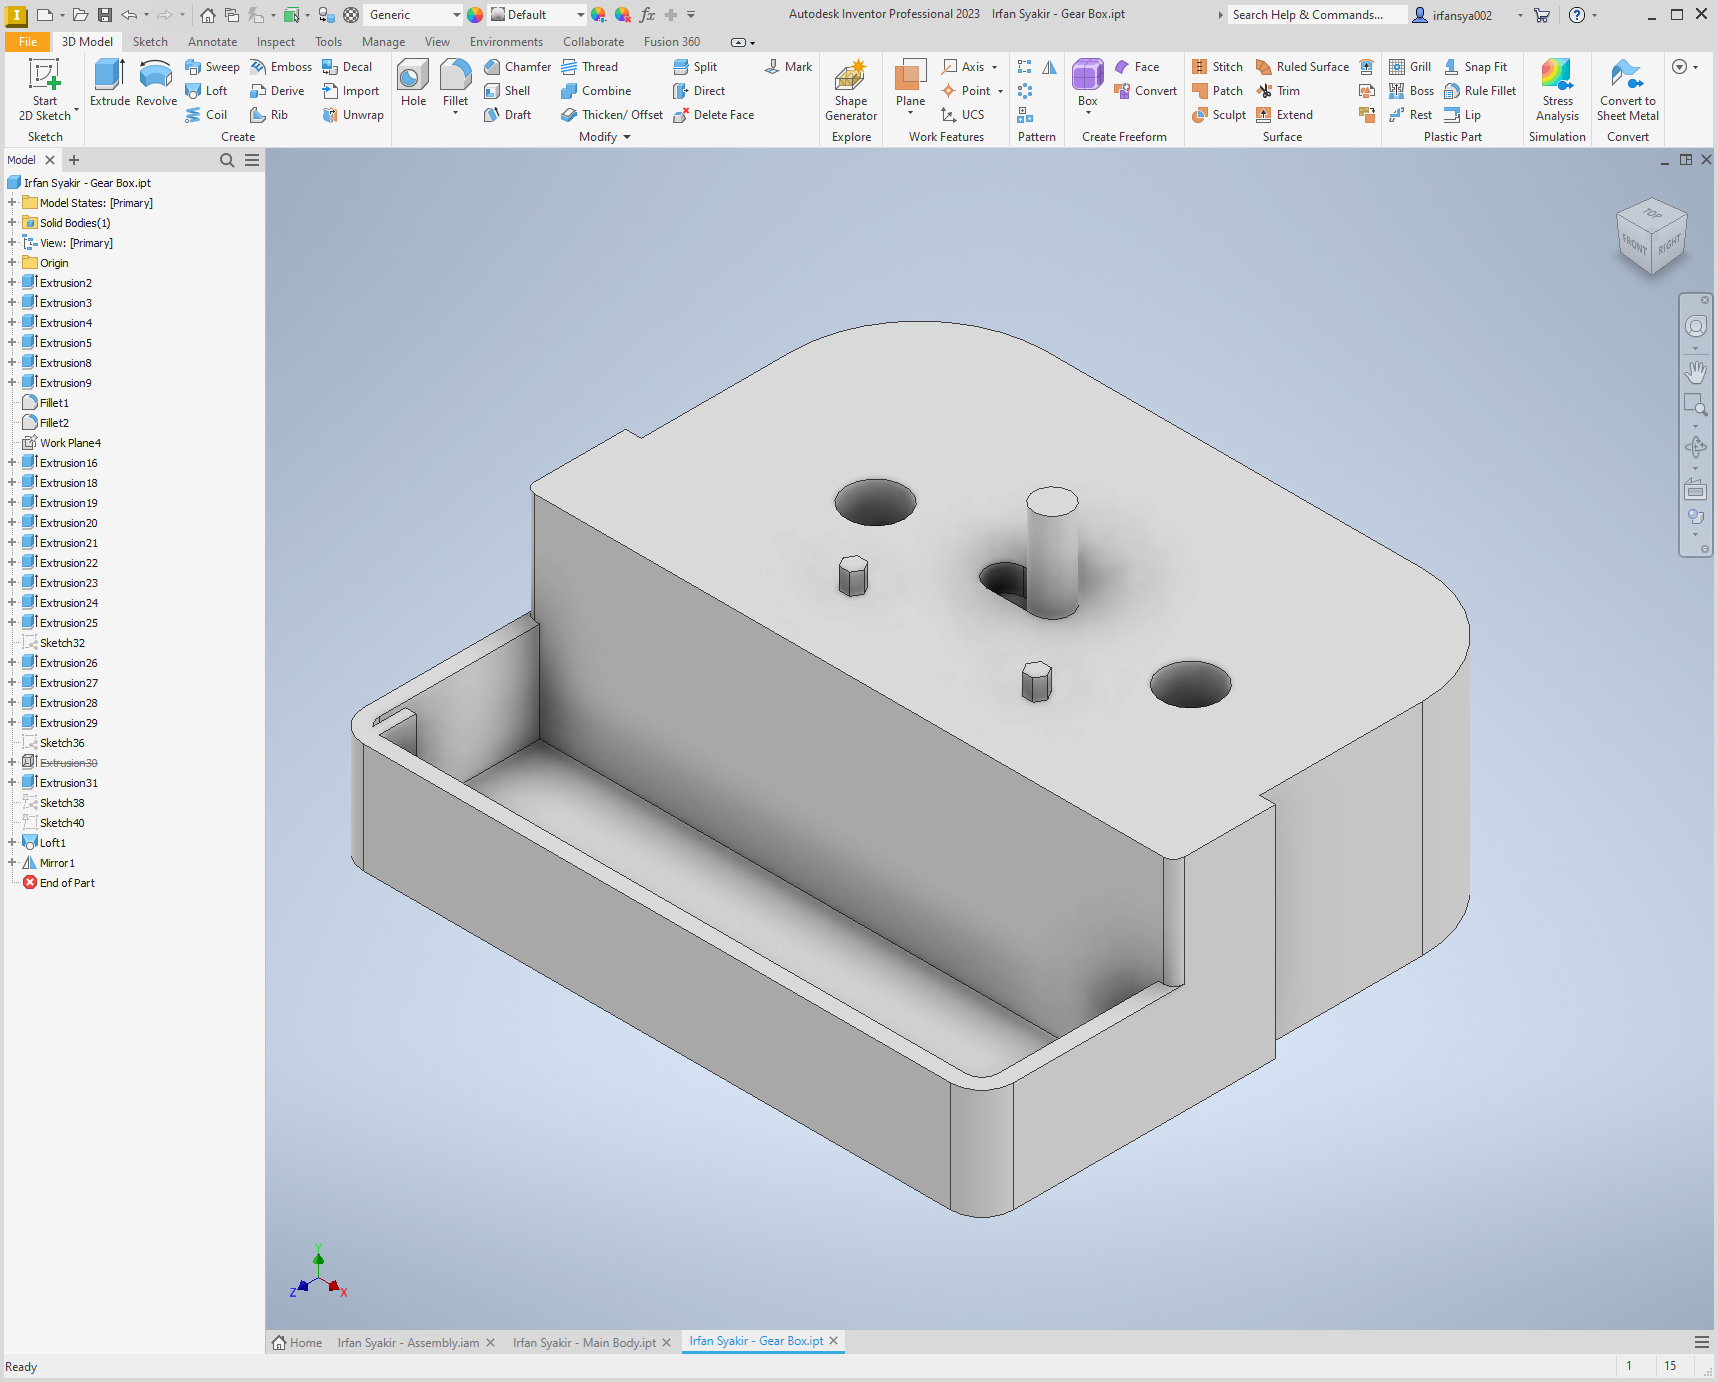 Generic
Default
fx
Autodesk Inventor Professional 2023 Irfan Syakir - Gear Box.ipt
Search Help & Commands...
irfansya002
File 3D Model Sketch Annotate Inspect Tools Manage View Environments Collaborate Fusion 360
Start
2D Sketch
Sketch
Extrude Revolve
Sweep Emboss Decal
Loft Derive Import
Coil Rib Unwrap
Create
Hole Fillet
Chamfer Thread Split Mark
Shell Combine Direct
Draft Thicken/ Offset Delete Face
Modify
Shape
Generator
Explore
Plane
Axis
Point
UCS
Work Features
Pattern
Box
Face
Convert
Create Freeform
Stitch Ruled Surface
Patch Trim
Sculpt Extend
Surface
Grill Snap Fit
Boss Rule Fillet
Rest Lip
Plastic Part
Stress
Analysis
Simulation
Convert to
Sheet Metal
Convert
Model
Irfan Syakir - Gear Box.ipt
Model States: [Primary]
Solid Bodies(1)
View: [Primary]
Origin
Extrusion2
Extrusion3
Extrusion4
Extrusion5
Extrusion8
Extrusion9
Fillet1
Fillet2
Work Plane4
Extrusion16
Extrusion18
Extrusion19
Extrusion20
Extrusion21
Extrusion22
Extrusion23
Extrusion24
Extrusion25
Sketch32
Extrusion26
Extrusion27
Extrusion28
Extrusion29
Sketch36
Extrusion30
Extrusion31
Sketch38
Sketch40
Loft1
Mirror1
End of Part
TOP
FRONT RIGHT
Y
Z X
Home Irfan Syakir - Assembly.iam Irfan Syakir - Main Body.ipt Irfan Syakir - Gear Box.ipt
Ready
1 15